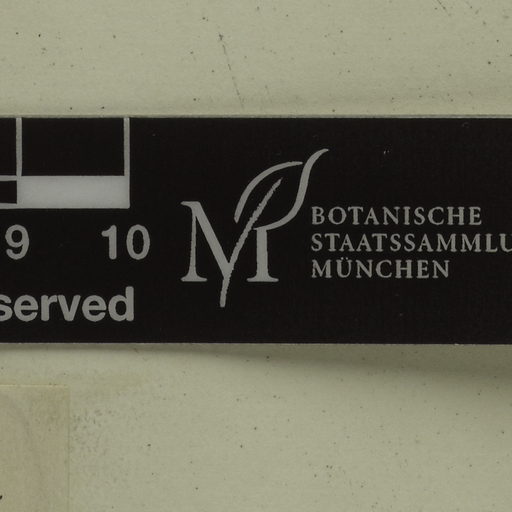 9 10
served
BOTANISCHE
STAATSSAMMLU
MÜNCHEN